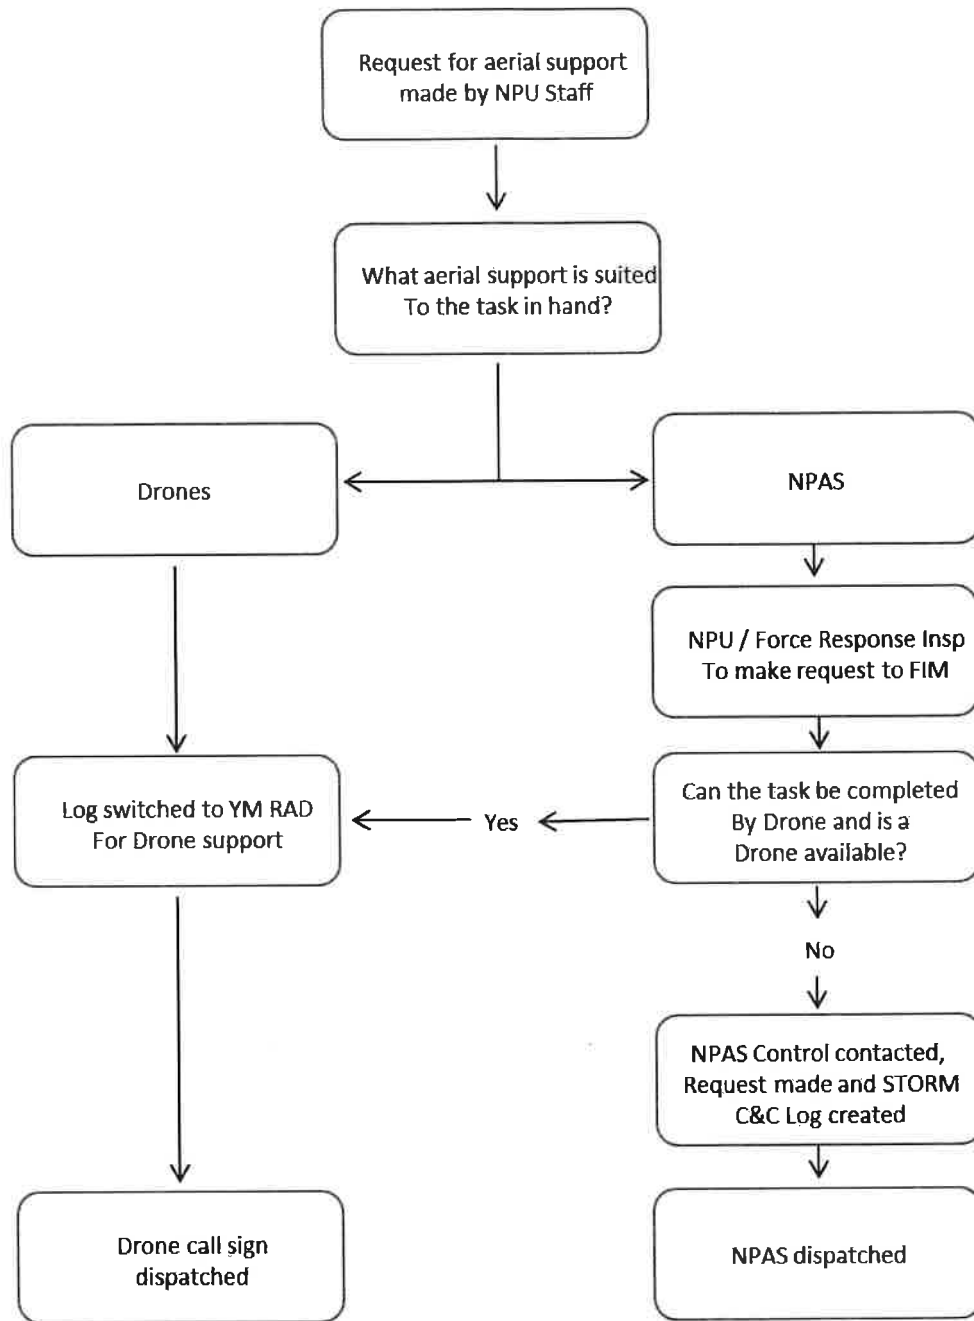 Request for aerial support
made by NPU Staff
What aerial support is suited
To the task in hand?
Drones
NPAS
NPU / Force Response Insp
To make request to FIM
Log switched to YM RAD
For Drone support
Yes
Can the task be completed
By Drone and is a
Drone available?
No
NPAS Control contacted,
Request made and STORM
C&C Log created
Drone call sign
dispatched
NPAS dispatched